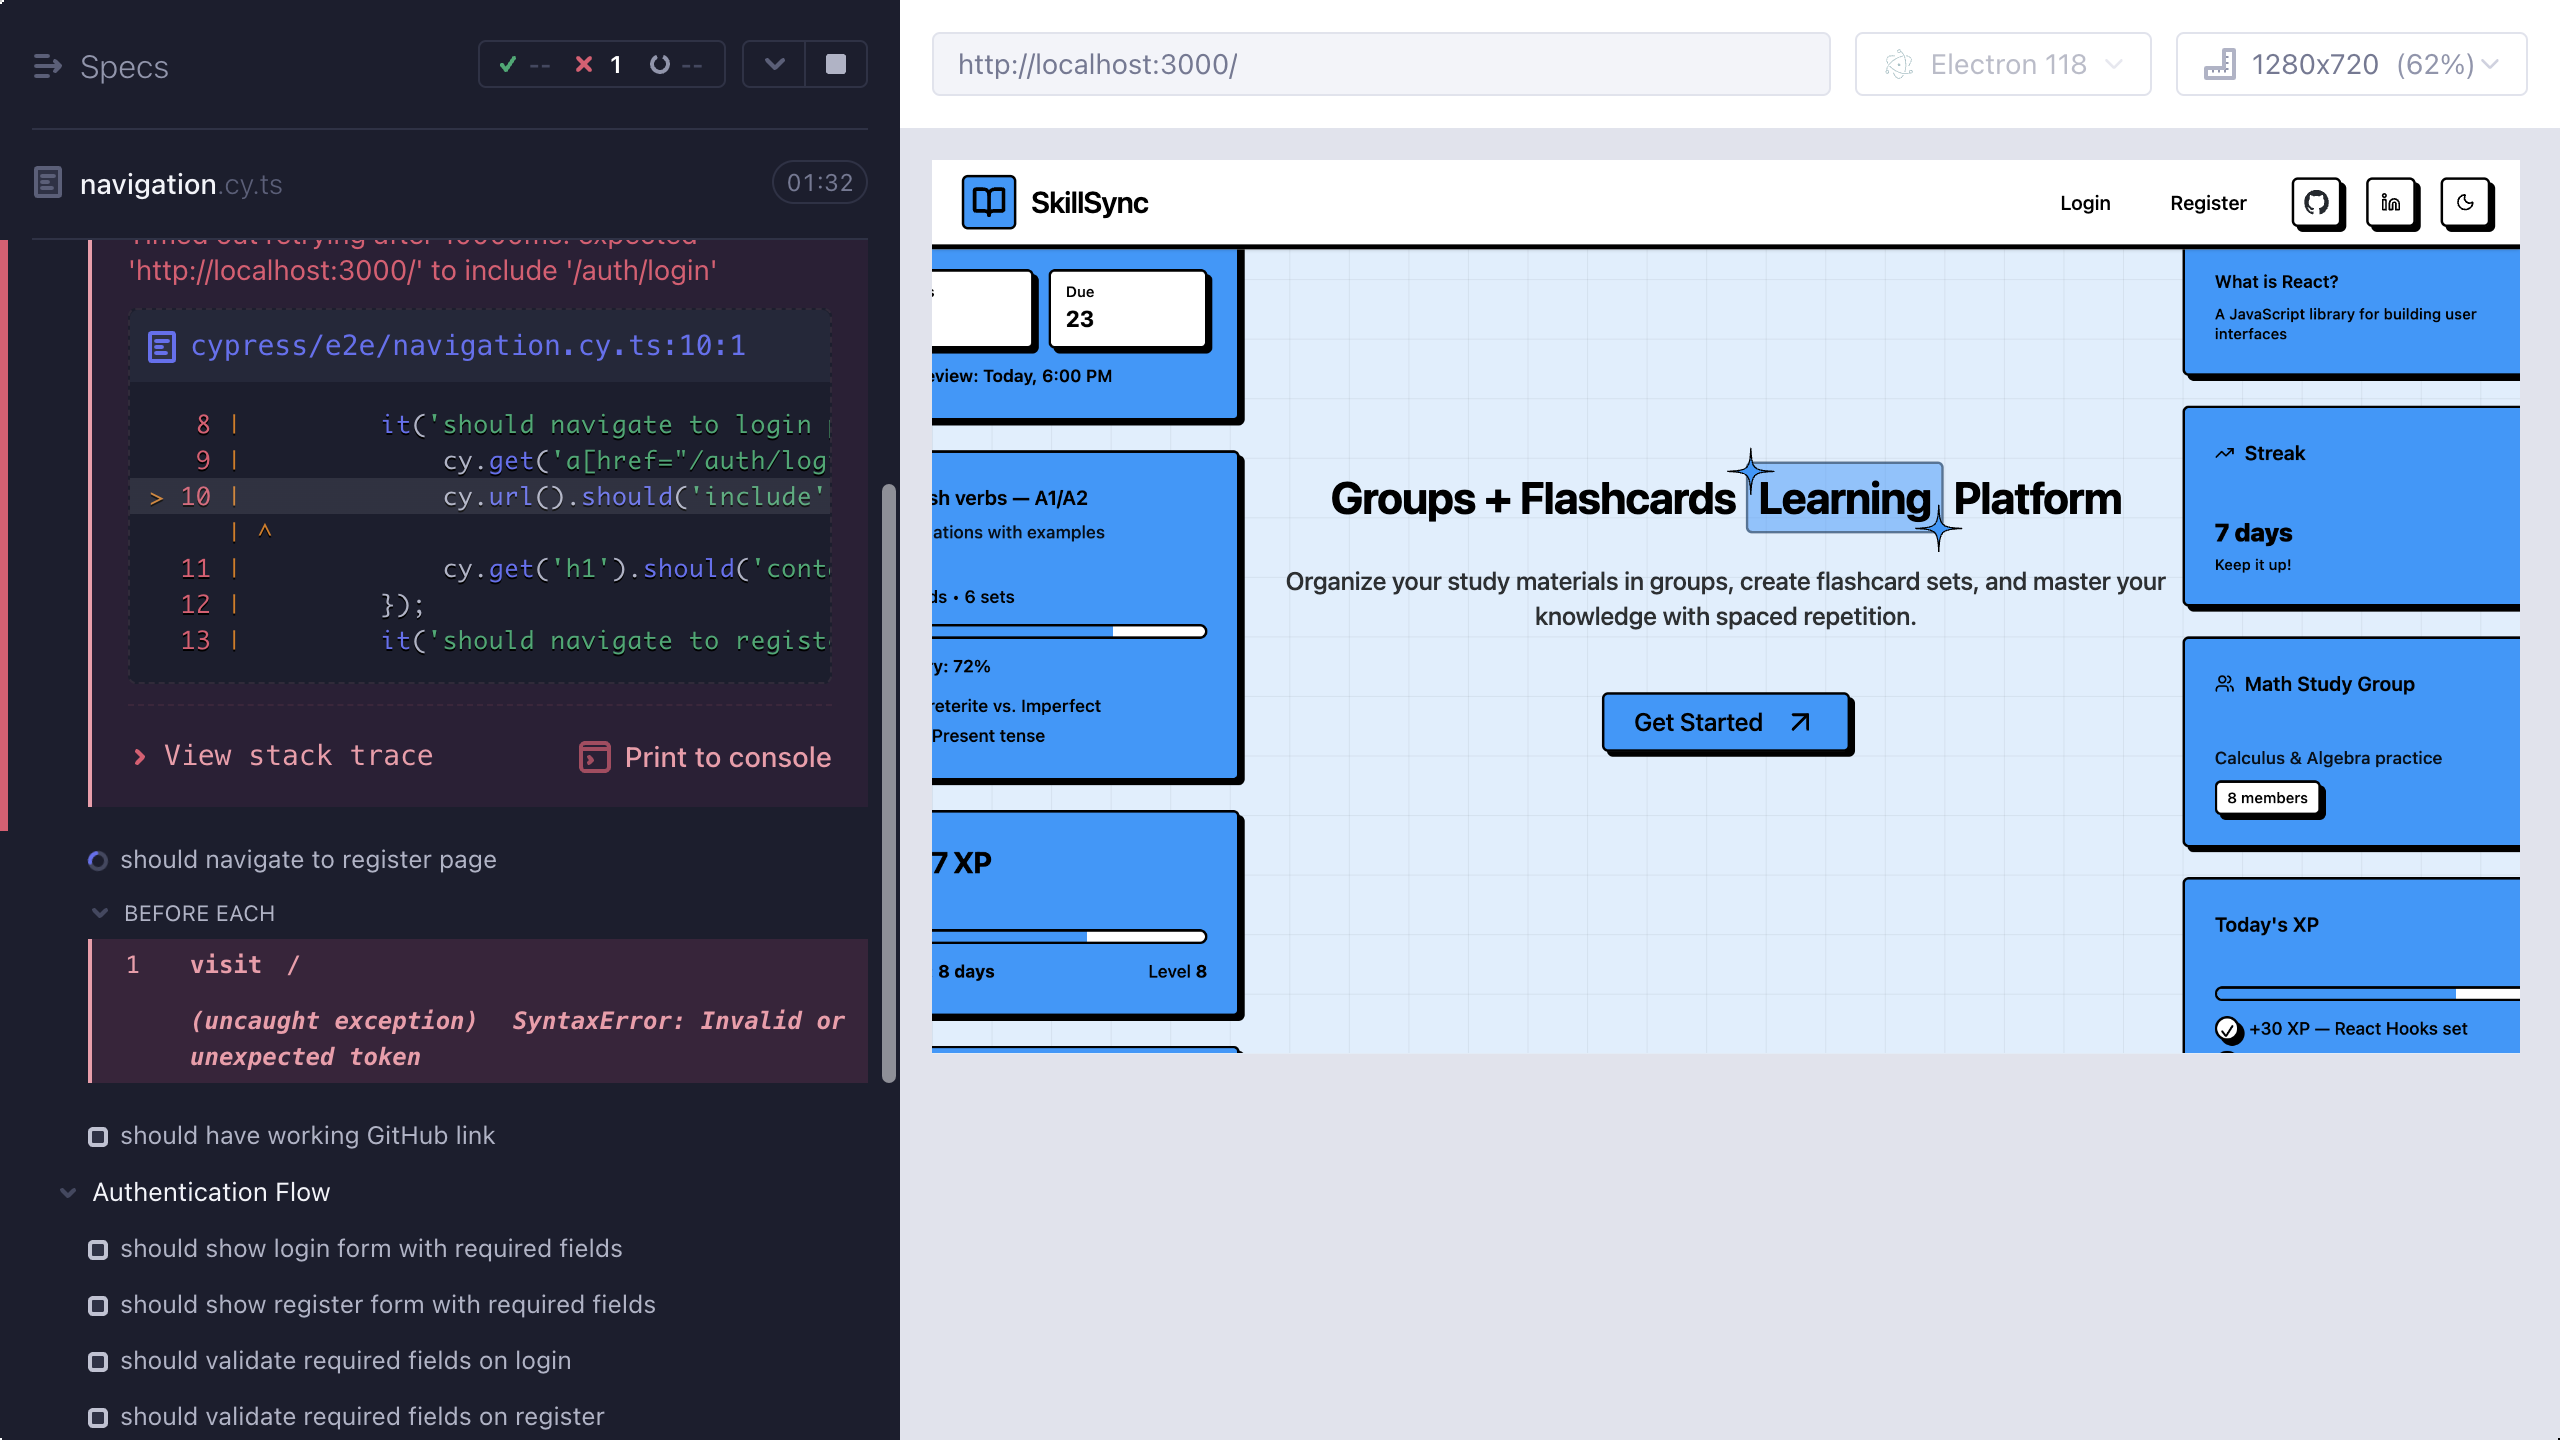 Specs
-- 1 --
navigation.cy.ts 01:32
Timed out retrying after 10000ms: expected
'http://localhost:3000/' to include '/auth/login'
cypress/e2e/navigation.cy.ts:10:1
8 | it('should navigate to login
9 | cy.get('a[href="/auth/log
> 10 | cy.url().should('include'
| ^
11 | cy.get('h1').should('cont
12 | });
13 | it('should navigate to regist
View stack trace Print to console
should navigate to register page
BEFORE EACH
1 visit /
(uncaught exception) SyntaxError: Invalid or
unexpected token
should have working GitHub link
Authentication Flow
should show login form with required fields
should show register form with required fields
should validate required fields on login
should validate required fields on register
http://localhost:3000/ Electron 118 1280x720 (62%)
SkillSync Login Register
Due
23
eview: Today, 6:00 PM
sh verbs — A1/A2
ations with examples
ds • 6 sets
y: 72%
reterite vs. Imperfect
Present tense
7 XP
8 days Level 8
Groups + Flashcards Learning Platform
Organize your study materials in groups, create flashcard sets, and master your
knowledge with spaced repetition.
Get Started
What is React?
A JavaScript library for building user
interfaces
Streak
7 days
Keep it up!
Math Study Group
Calculus & Algebra practice
8 members
Today's XP
+30 XP — React Hooks set